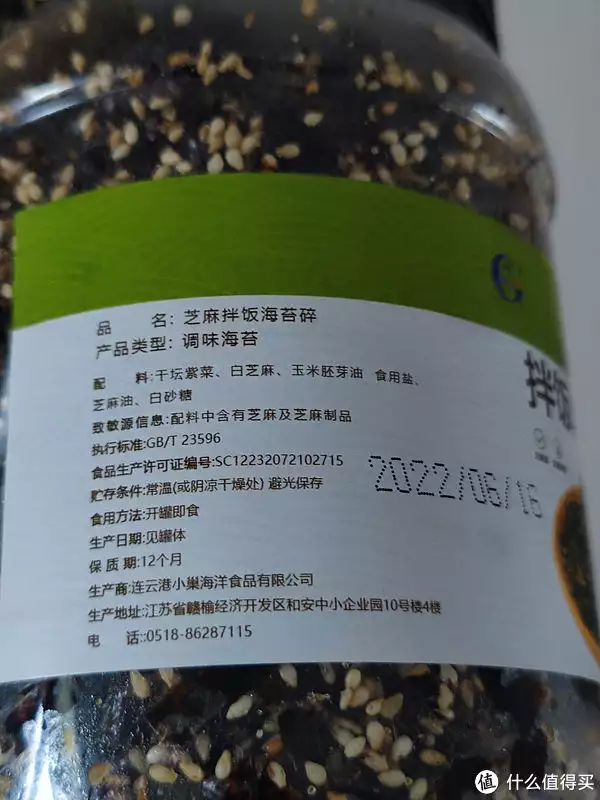 品 名: 芝麻拌饭海苔碎
产品类型: 调味海苔
配 料:干坛紫菜、白芝麻、玉米胚芽油 食用盐、
芝麻油、白砂糖
致敏源信息:配料中含有芝麻及芝麻制品
执行标准:GB/T 23596
食品生产许可证编号:SC12232072102715
贮存条件:常温(或阴凉干燥处) 避光保存
食用方法:开罐即食
生产日期:见罐体
保 质 期:12个月
生产商:连云港小巢海洋食品有限公司
生产地址:江苏省赣榆经济开发区和安中小企业园10号楼4楼
电 话::0518-86287115
2022/06/16
拌饭
值 什么值得买